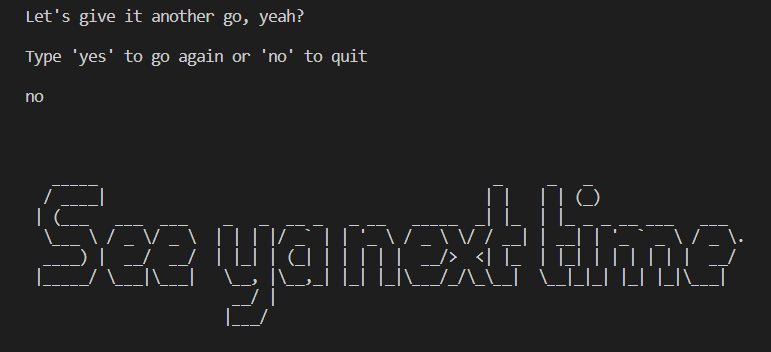 Let's give it another go, yeah?
Type 'yes' to go again or 'no' to quit
no
See ya next time.